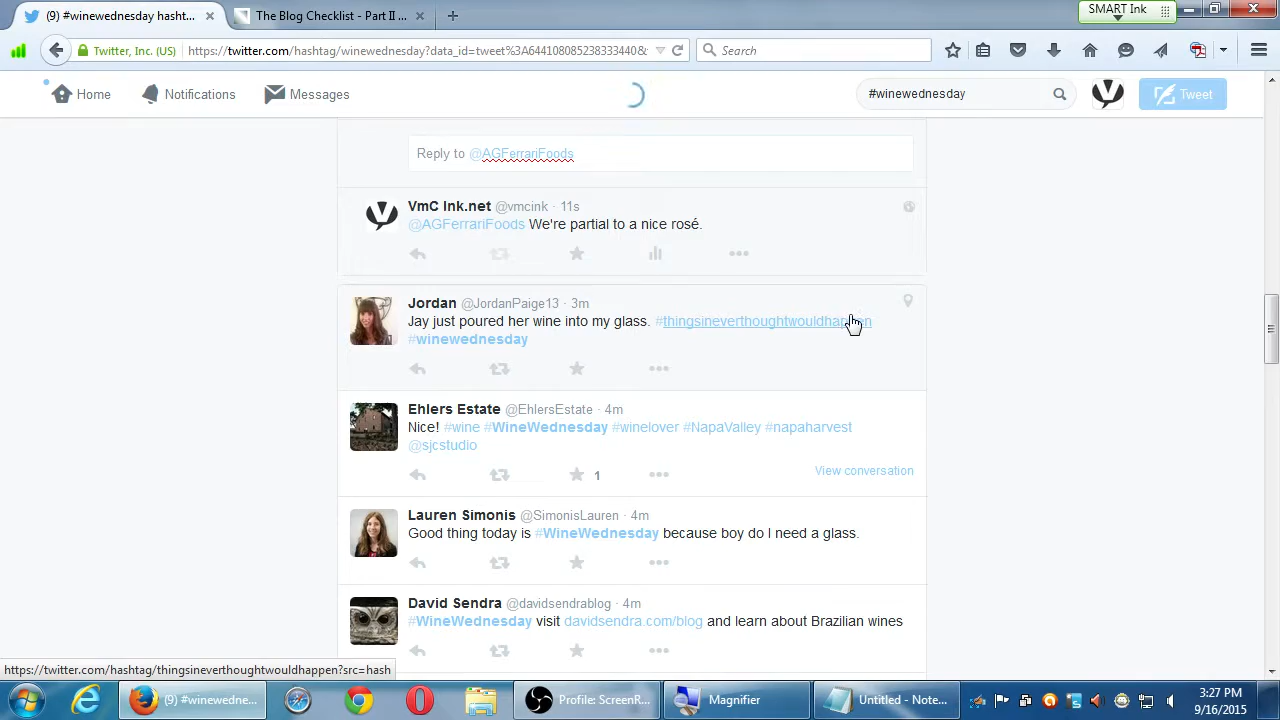 SMART Ink
(9) #winewednesday hasht...
The Blog Checklist - Part II ...
Twitter, Inc. (US)
https://twitter.com/hashtag/winewednesday?data_id=tweet%3A6441080852383334440&
Search
Home
Notifications
Messages
#winewednesday
Tweet
Reply to @AGFerrariFoods
VmC Ink.net @vmcink · 11s
@AGFerrariFoods We're partial to a nice rosé.
Jordan @JordanPaige13 · 3m
Jay just poured her wine into my glass. #thingsineverthoughtwouldhappen
#winewednesday
Ehlers Estate @EhlersEstate · 4m
Nice! #wine #WineWednesday #winelover #NapaValley #napaharvest
@sjcstudio
1
View conversation
Lauren Simonis @SimonisLauren · 4m
Good thing today is #WineWednesday because boy do I need a glass.
David Sendra @davidsendrablog · 4m
#WineWednesday visit davidsendra.com/blog and learn about Brazilian wines
https://twitter.com/hashtag/thingsineverthoughtwouldhappen?src=hash
(9) #winewedne...
Profile: ScreenR...
Magnifier
Untitled - Note...
3:27 PM
9/16/2015